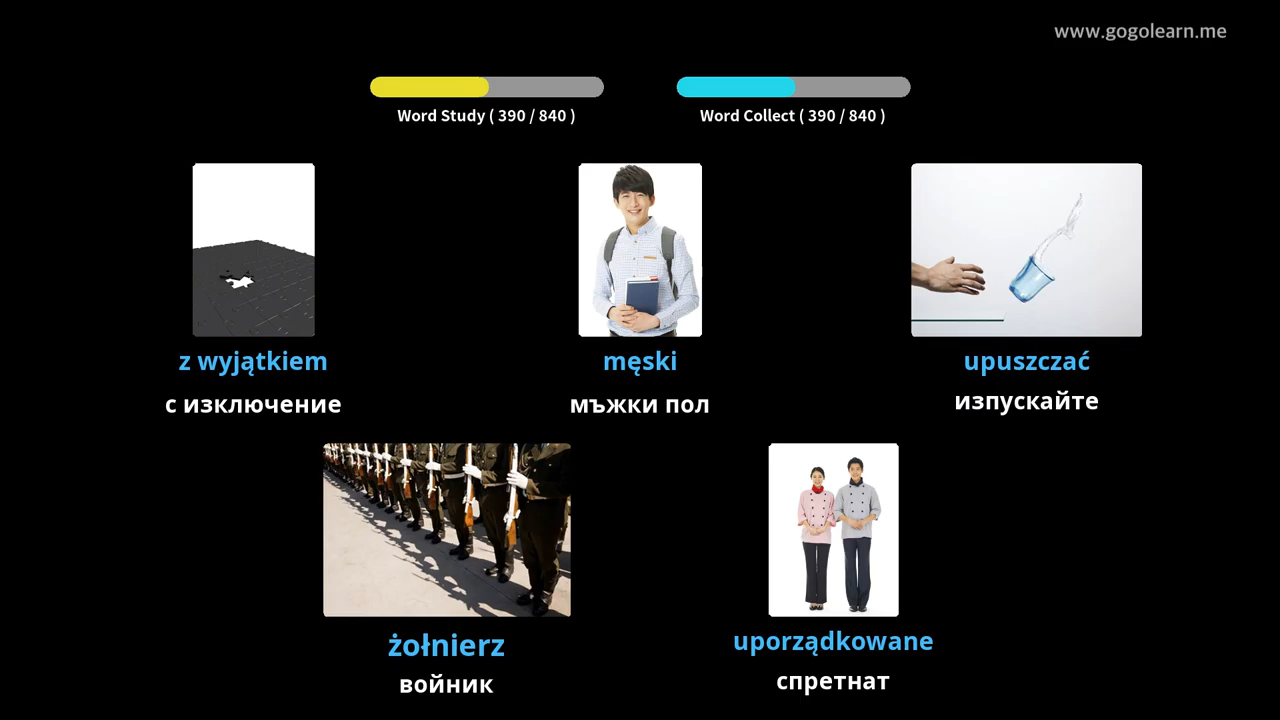 www.gogolearn.me
Word Study ( 390 / 840 )
Word Collect ( 390 / 840 )
z wyjątkiem
с изключение
męski
мъжки пол
upuszczać
изпускайте
żołnierz
войник
uporządkowane
спретнат